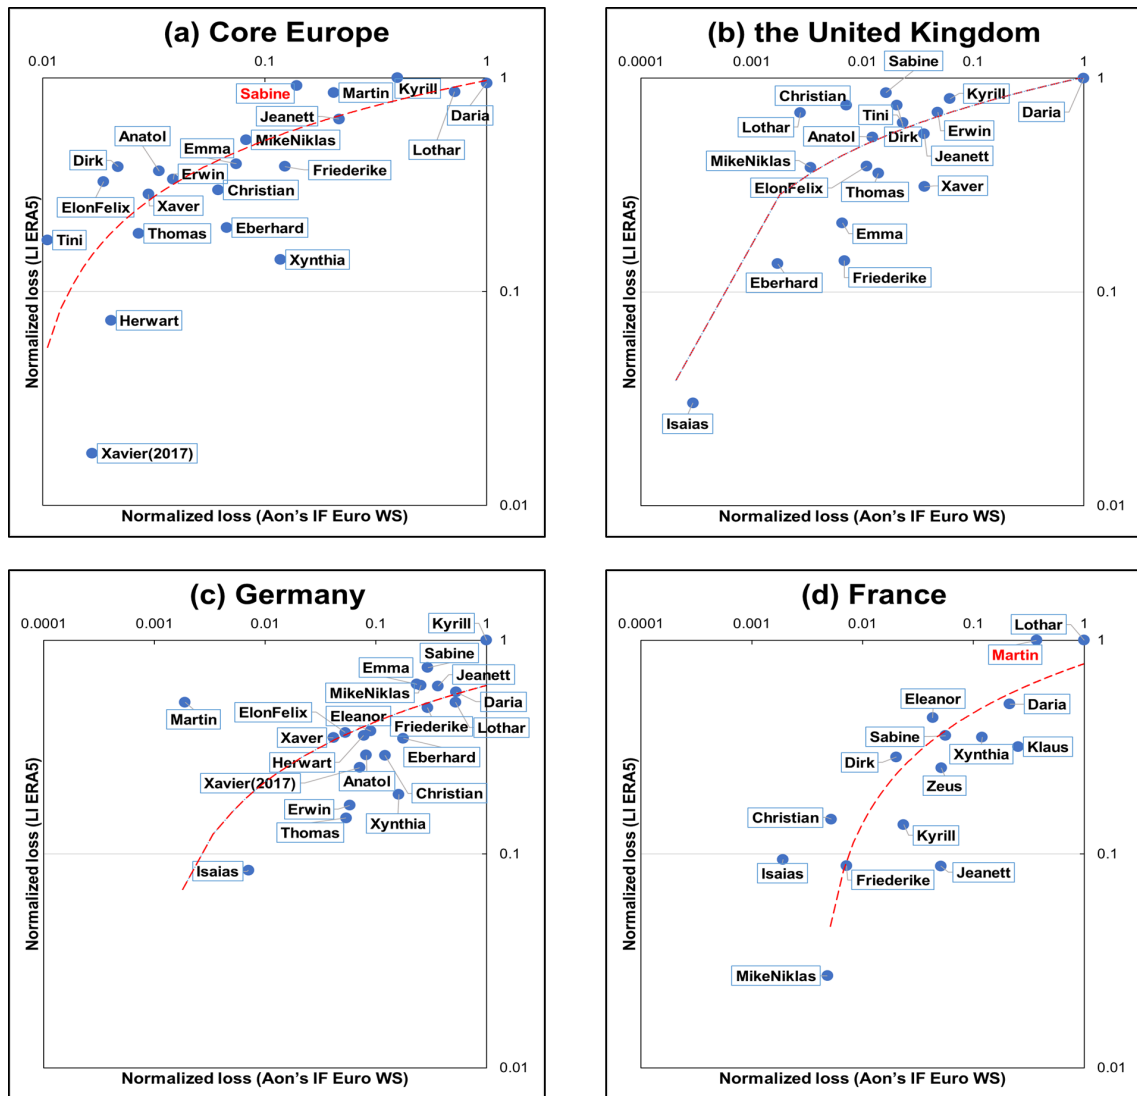 (a) Core Europe
0.01 0.1 1
1
Sabine
Martin
Kyrill
Daria
Jeanett
Lothar
Anatol
Emma
MikeNiklas
Dirk
Erwin
Friederike
ElonFelix
Xaver
Christian
Tini
Thomas
Eberhard
Xynthia
0.1
Herwart
Xavier(2017)
0.01
Normalized loss (LI ERA5)
Normalized loss (Aon's IF Euro WS)
(b) the United Kingdom
0.0001 0.001 0.01 0.1 1
1
Sabine
Christian
Kyrill
Daria
Lothar
Tini
Erwin
Anatol
Dirk
Jeanett
MikeNiklas
ElonFelix
Thomas
Xaver
Emma
Eberhard
Friederike
0.1
Isaias
0.01
Normalized loss (LI ERA5)
Normalized loss (Aon's IF Euro WS)
(c) Germany
0.0001 0.001 0.01 0.1 1
Kyrill
1
Sabine
Emma
Jeanett
MikeNiklas
Daria
Martin
ElonFelix
Eleanor
Friederike
Lothar
Xaver
Herwart
Eberhard
Xavier(2017)
Anatol
Christian
Erwin
Thomas
Xynthia
Isaias
0.1
0.01
Normalized loss (LI ERA5)
Normalized loss (Aon's IF Euro WS)
(d) France
0.0001 0.001 0.01 0.1 1
Lothar
1
Martin
Eleanor
Daria
Sabine
Xynthia
Klaus
Dirk
Zeus
Christian
Kyrill
0.1
Isaias
Friederike
Jeanett
MikeNiklas
0.01
Normalized loss (LI ERA5)
Normalized loss (Aon's IF Euro WS)